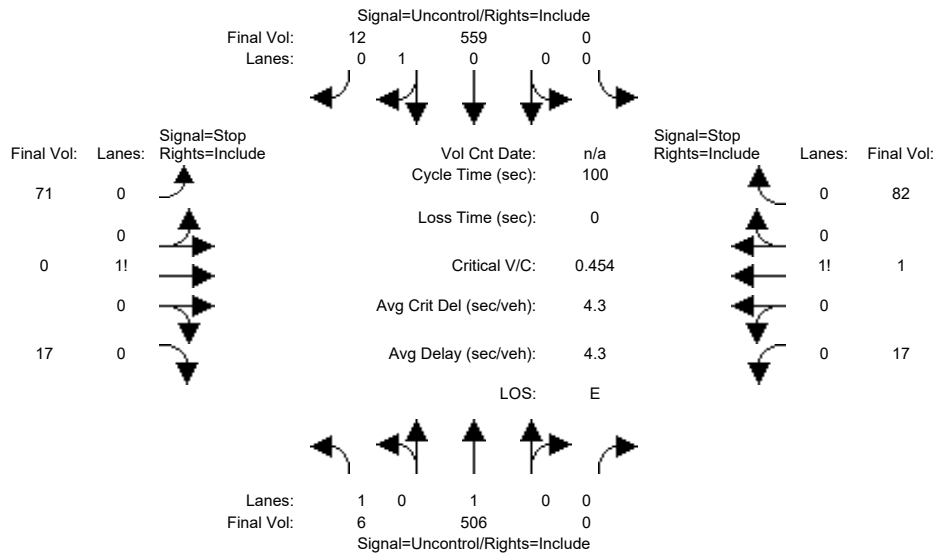 Signal=Uncontrol/Rights=Include
Final Vol: 12 559 0
Lanes: 0 1 0 0 0
Signal=Stop
Final Vol: Lanes: Rights=Include
Vol Cnt Date: n/a
Signal=Stop
Rights=Include Lanes: Final Vol:
Cycle Time (sec): 100
71 0
0 82
Loss Time (sec): 0
0
0
0 1!
Critical V/C: 0.454
1! 1
0
Avg Crit Del (sec/veh): 4.3
0
17 0
Avg Delay (sec/veh): 4.3
0 17
LOS: E
Lanes: 1 0 1 0 0
Final Vol: 6 506 0
Signal=Uncontrol/Rights=Include